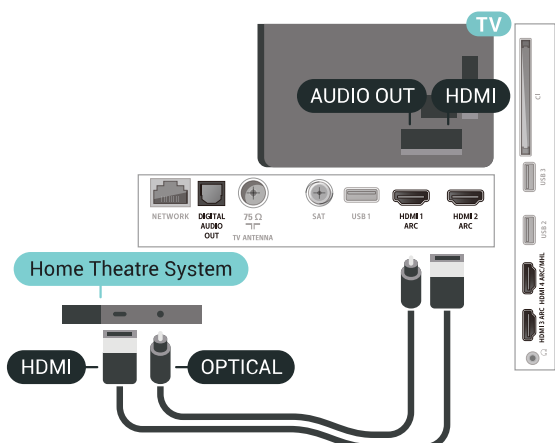 TV
AUDIO OUT
HDMI
CI
USB 3
USB 2
HDMI 4 ARC/MHL
HDMI 3 ARC
NETWORK
DIGITAL
AUDIO
OUT
75 Ω
TV ANTENNA
SAT
USB 1
HDMI 1
ARC
HDMI 2
ARC
Home Theatre System
HDMI
OPTICAL